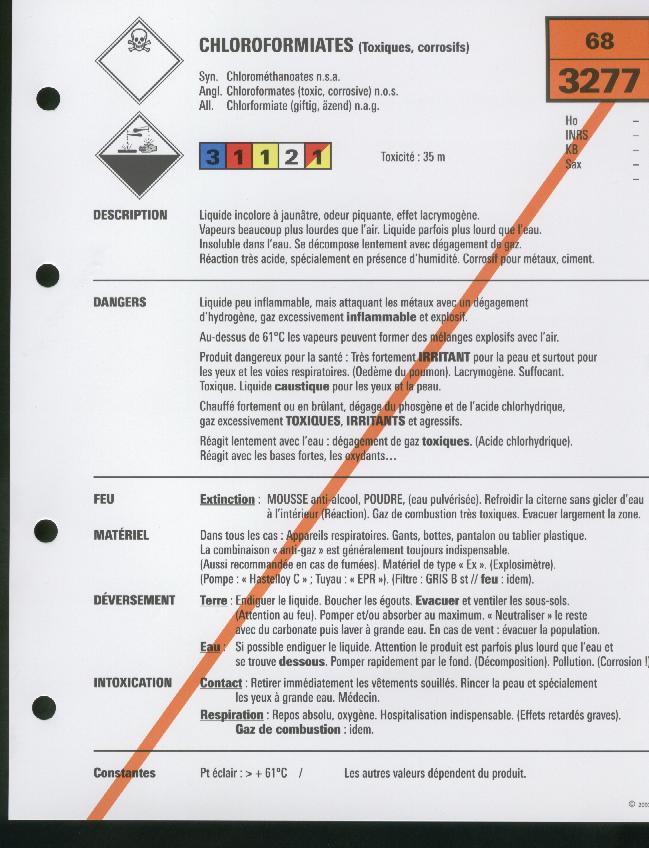 CHLOROFORMIATES (Toxiques, corrosifs)
68
3277
Syn. Chlorométhanoates n.s.a.
Angl. Chloroformates (toxic, corrosive) n.o.s.
All. Chlorformiate (giftig, äzend) n.a.g.
Ho –
INRS –
KB –
Sax –
–
3 1 1 2 1
Toxicité : 35 m
DESCRIPTION
Liquide incolore à jaunâtre, odeur piquante, effet lacrymogène.
Vapeurs beaucoup plus lourdes que l'air. Liquide parfois plus lourd que l'eau.
Insoluble dans l'eau. Se décompose lentement avec dégagement de gaz.
Réaction très acide, spécialement en présence d'humidité. Corrosif pour métaux, ciment.
DANGERS
Liquide peu inflammable, mais attaquant les métaux avec un dégagement
d'hydrogène, gaz excessivement inflammable et explosif.
Au-dessus de 61°C les vapeurs peuvent former des mélanges explosifs avec l'air.
Produit dangereux pour la santé : Très fortement IRRITANT pour la peau et surtout pour
les yeux et les voies respiratoires. (Oedème du poumon). Lacrymogène. Suffocant.
Toxique. Liquide caustique pour les yeux et la peau.
Chauffé fortement ou en brûlant, dégage du phosgène et de l'acide chlorhydrique,
gaz excessivement TOXIQUES, IRRITANTS et agressifs.
Réagit lentement avec l'eau : dégagement de gaz toxiques. (Acide chlorhydrique).
Réagit avec les bases fortes, les oxydants...
FEU
Extinction : MOUSSE anti-alcool, POUDRE, (eau pulvérisée). Refroidir la citerne sans gicler d'eau
à l'intérieur (Réaction). Gaz de combustion très toxiques. Evacuer largement la zone.
MATÉRIEL
Dans tous les cas : Appareils respiratoires. Gants, bottes, pantalon ou tablier plastique.
La combinaison « anti-gaz » est généralement toujours indispensable.
(Aussi recommandée en cas de fumées). Matériel de type « Ex ». (Explosimètre).
(Pompe : « Hastelloy C » ; Tuyau : « EPR »). (Filtre : GRIS B st // feu : idem).
DÉVERSEMENT
Terre : Endiguer le liquide. Boucher les égouts. Evacuer et ventiler les sous-sols.
(Attention au feu). Pomper et/ou absorber au maximum. « Neutraliser » le reste
avec du carbonate puis laver à grande eau. En cas de vent : évacuer la population.
Eau : Si possible endiguer le liquide. Attention le produit est parfois plus lourd que l'eau et
se trouve dessous. Pomper rapidement par le fond. (Décomposition). Pollution. (Corrosion !)
INTOXICATION
Contact : Retirer immédiatement les vêtements souillés. Rincer la peau et spécialement
les yeux à grande eau. Médecin.
Respiration : Repos absolu, oxygène. Hospitalisation indispensable. (Effets retardés graves).
Gaz de combustion : idem.
Constantes
Pt éclair : > + 61°C / Les autres valeurs dépendent du produit.
©